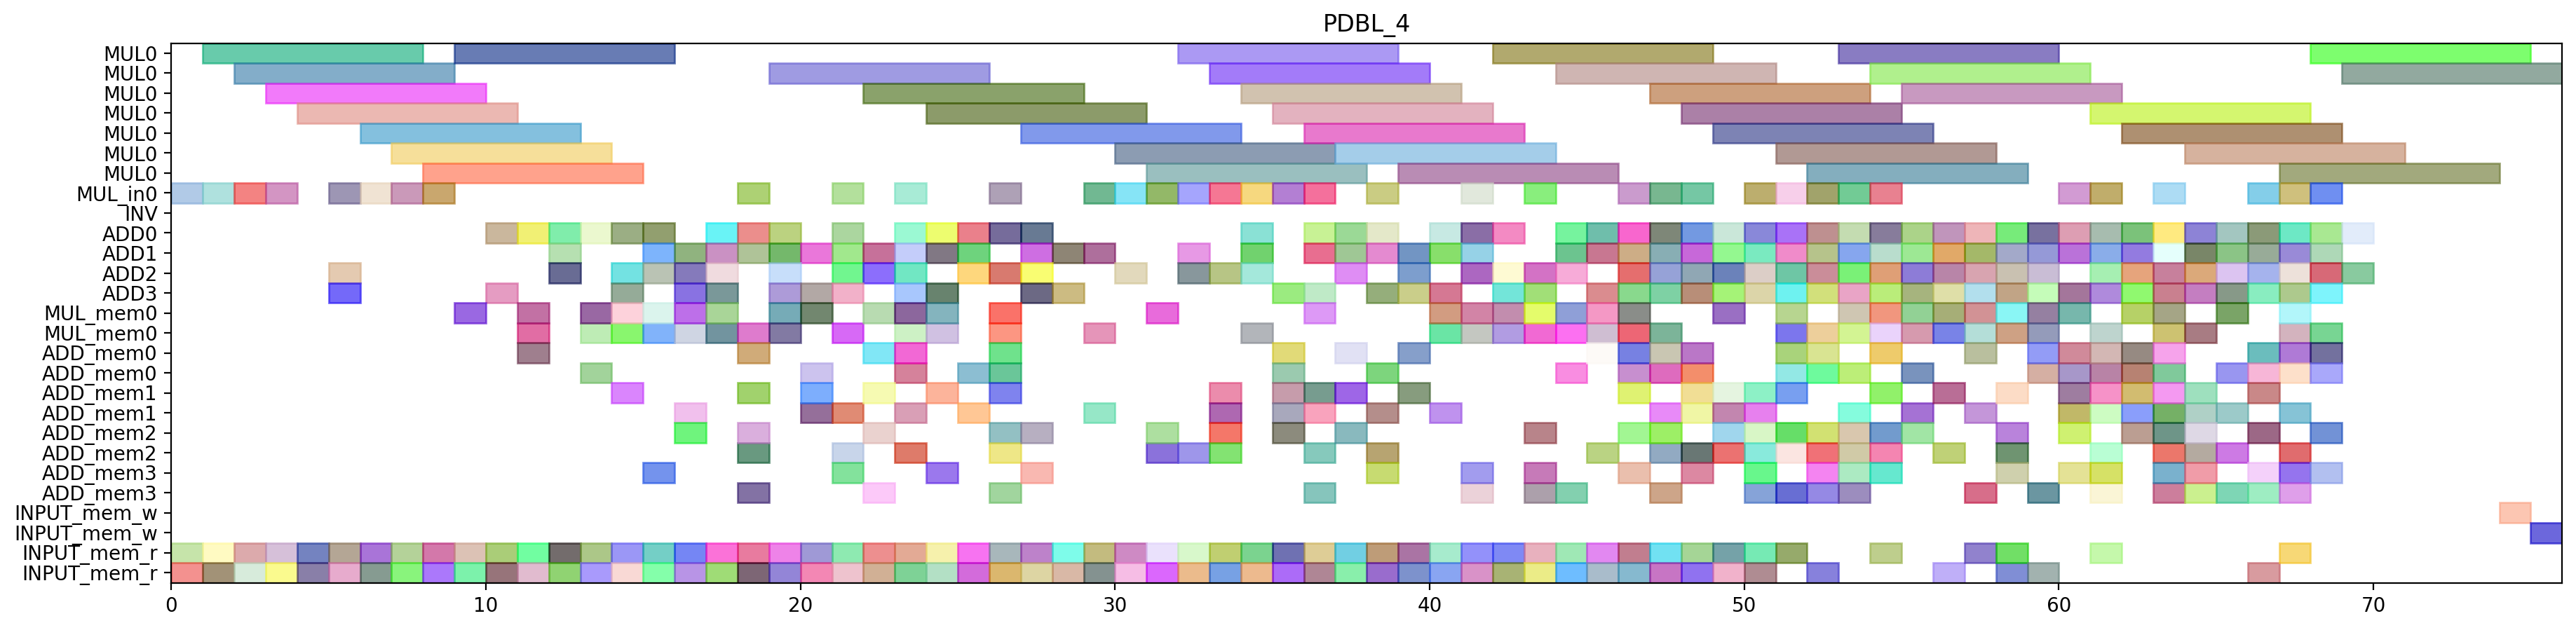 PDBL_4
MUL0
MUL0
MUL0
MUL0
MUL0
MUL0
MUL0
MUL_in0
INV
ADD0
ADD1
ADD2
ADD3
MUL_mem0
MUL_mem0
ADD_mem0
ADD_mem0
ADD_mem1
ADD_mem1
ADD_mem2
ADD_mem2
ADD_mem3
ADD_mem3
INPUT_mem_w
INPUT_mem_w
INPUT_mem_r
INPUT_mem_r
0 10 20 30 40 50 60 70